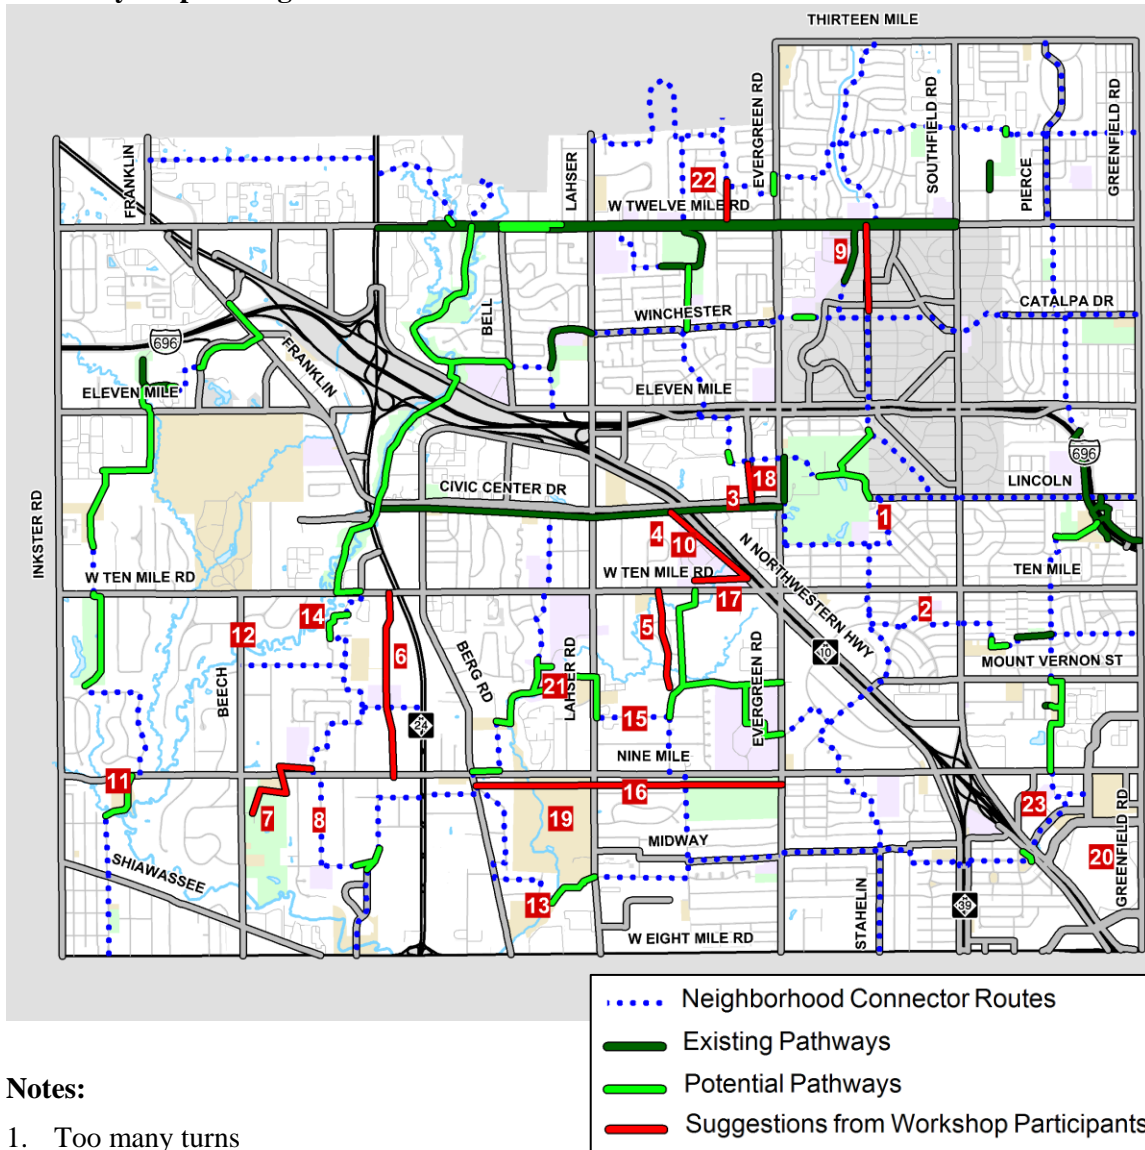 THIRTEEN MILE
FRANKLIN
LAHSER
EVERGREEN RD
SOUTHFIELD RD
PIERCE
GREENFIELD RD
22
W TWELVE MILE RD
9
BELL
WINCHESTER
CATALPA DR
696
FRANKLIN
ELEVEN MILE
ELEVEN MILE
696
CIVIC CENTER DR
3
18
LINCOLN
INKSTER RD
4
10
1
N NORTHWESTERN HWY
W TEN MILE RD
W TEN MILE RD
TEN MILE
17
14
12
5
2
6
10
BERG RD
LAHSER RD
EVERGREEN RD
MOUNT VERNON ST
BEECH
21
24
15
NINE MILE
11
16
7
8
19
23
GREENFIELD RD
MIDWAY
SHIAWASSEE
20
13
39
STAHELIN
W EIGHT MILE RD
Neighborhood Connector Routes
Existing Pathways
Potential Pathways
Suggestions from Workshop Participants
Notes:
1. Too many turns